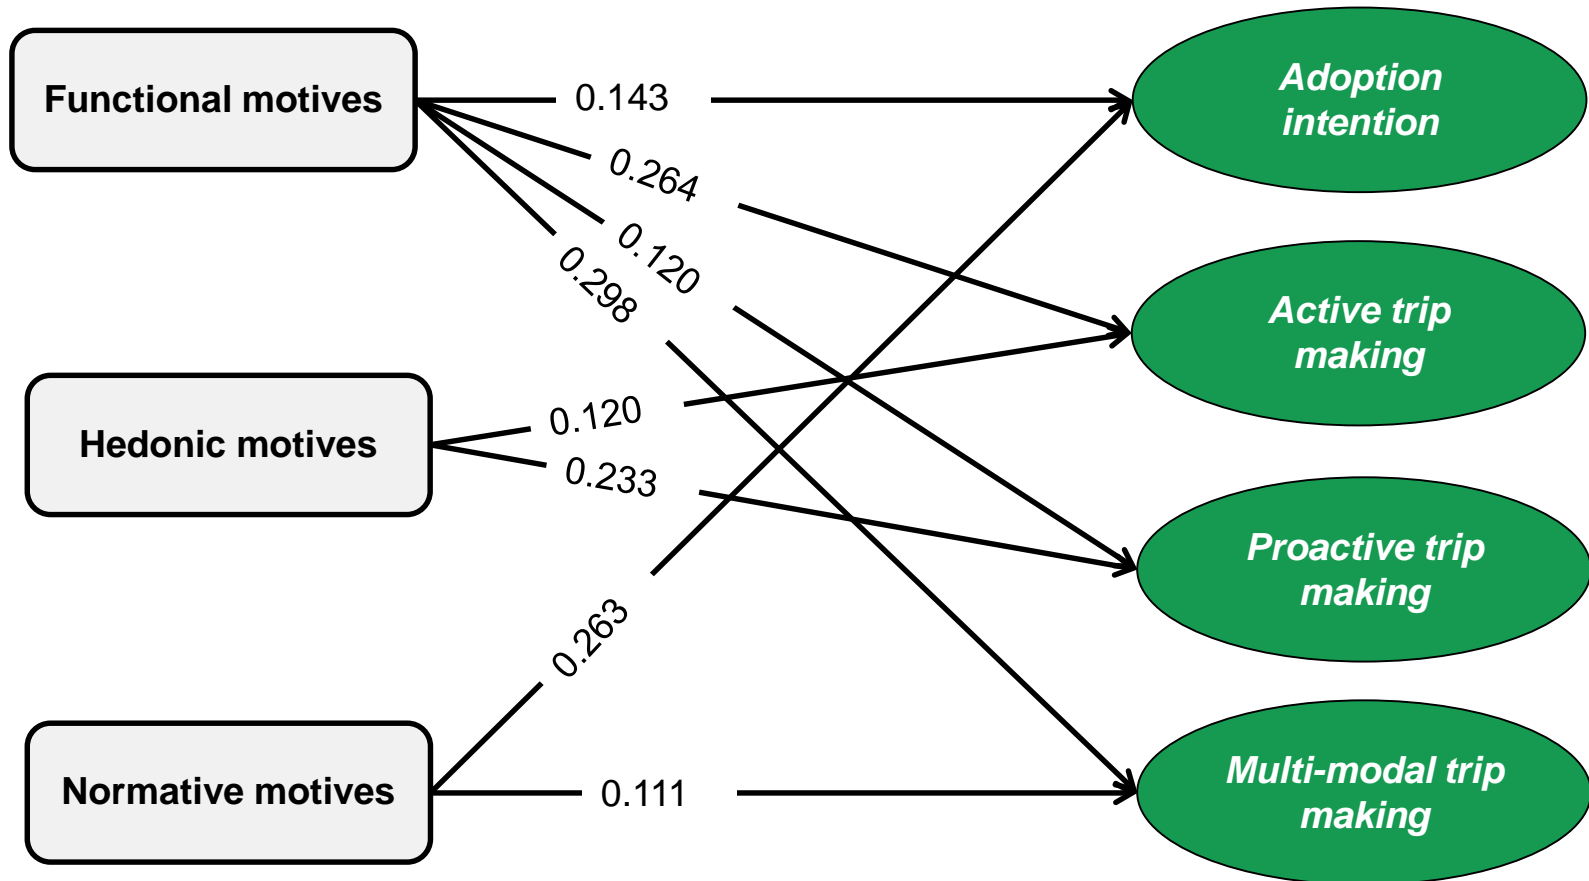 Functional motives
0.143
Adoption
intention
0.264
0.120
0.298
Active trip
making
Hedonic motives
0.120
0.233
Proactive trip
making
0.263
Normative motives
0.111
Multi-modal trip
making